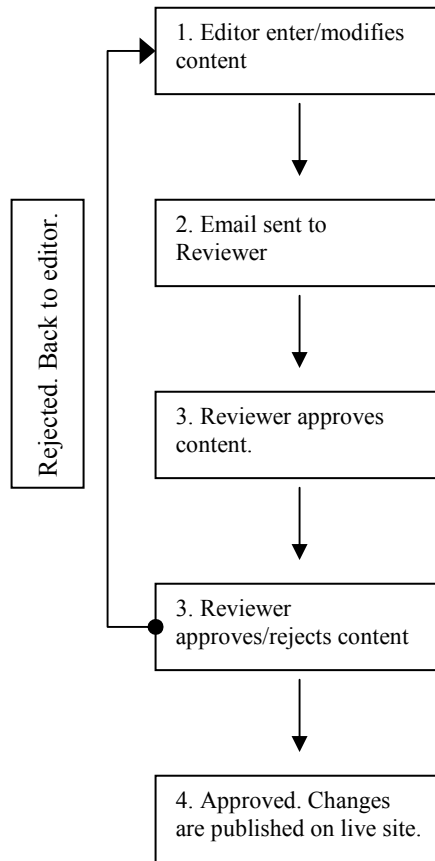 1. Editor enter/modifies
content
2. Email sent to
Reviewer
Rejected. Back to editor.
3. Reviewer approves
content.
3. Reviewer
approves/rejects content
4. Approved. Changes
are published on live site.